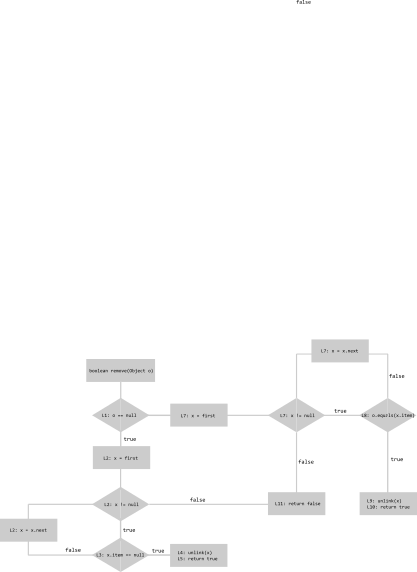 false
L7: x = x.next
boolean remove(Object o)
false
L1: o == null
L7: x = first
L7: x != null
true
L8: o.equals(x.item)
true
L2: x = first
false
true
L2: x != null
false
L11: return false
L9: unlink(x)
L10: return true
L2: x = x.next
true
false
L3: x.item == null
true
L4: unlink(x)
L5: return true